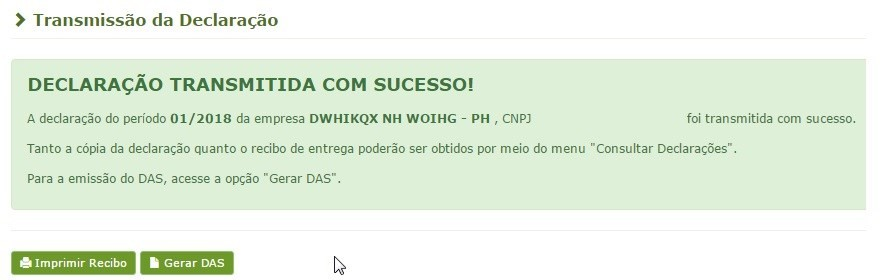 Transmissão da Declaração
DECLARAÇÃO TRANSMITIDA COM SUCESSO!
A declaração do período 01/2018 da empresa DWHIKQX NH WOIHG - PH , CNPJ foi transmitida com sucesso.
Tanto a cópia da declaração quanto o recibo de entrega poderão ser obtidos por meio do menu "Consultar Declarações".
Para a emissão do DAS, acesse a opção "Gerar DAS".
Imprimir Recibo Gerar DAS